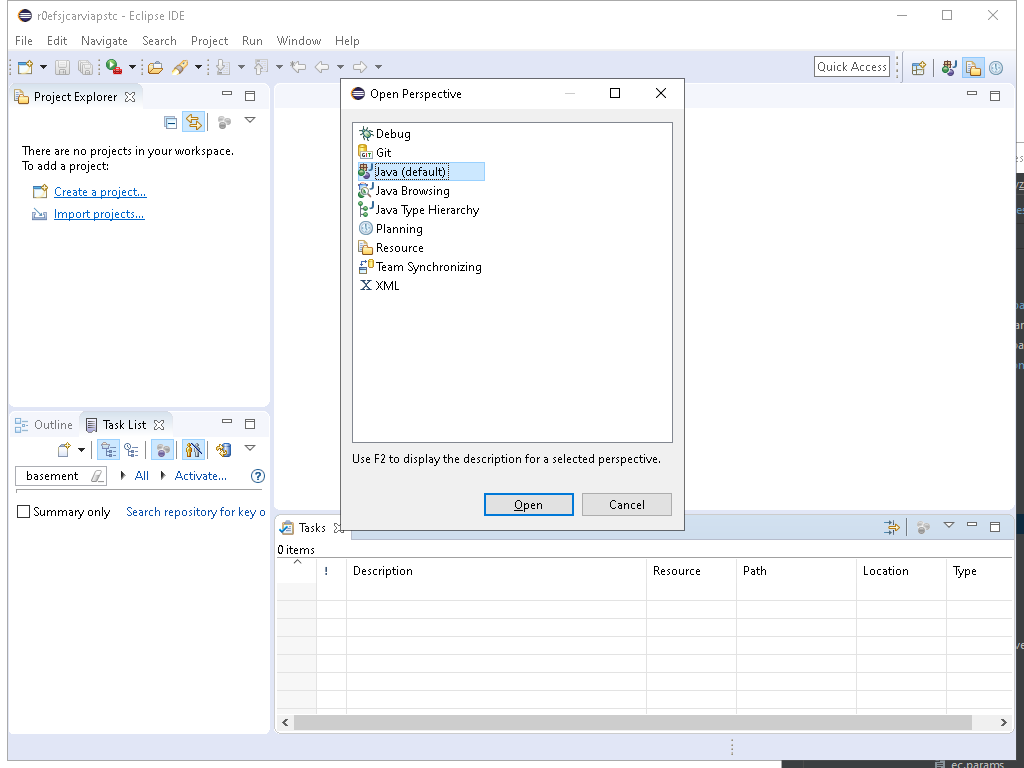 r0efsjcarviapstc - Eclipse IDE
File Edit Navigate Search Project Run Window Help
Quick Access
Project Explorer
There are no projects in your workspace.
To add a project:
Create a project...
Import projects...
Open Perspective
Debug
GIT Git
Java (default)
Java Browsing
Java Type Hierarchy
Planning
Resource
Team Synchronizing
XML
Use F2 to display the description for a selected perspective.
Open Cancel
Outline Task List
basement All Activate...
Summary only Search repository for key o
Tasks
0 items
! Description Resource Path Location Type
ec.params